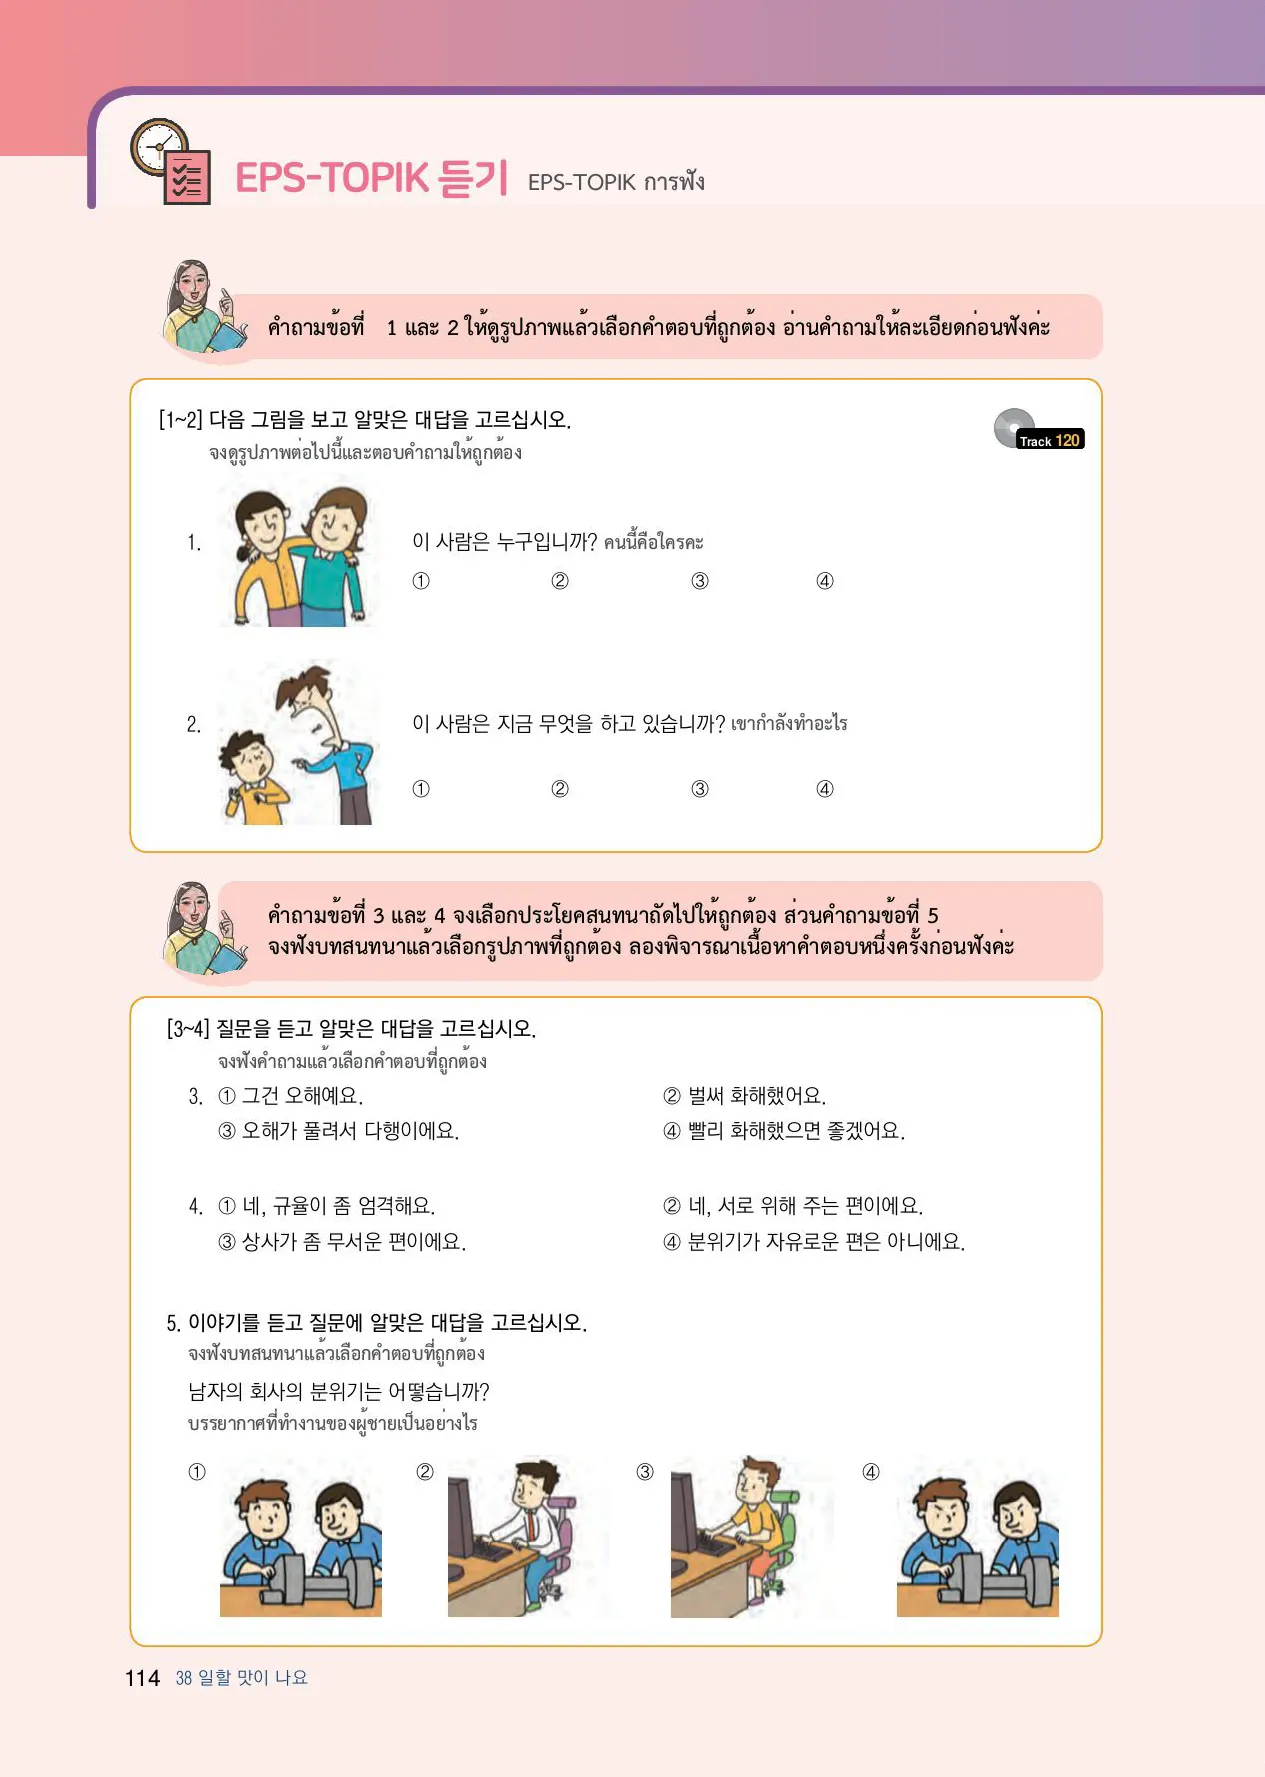 EPS-TOPIK 듣기 EPS-TOPIK การฟัง
คำถามข้อที่ 1 และ 2 ให้ดูรูปภาพแล้วเลือกคำตอบที่ถูกต้อง อ่านคำถามให้ละเอียดก่อนฟังค่ะ
[1~2] 다음 그림을 보고 알맞은 대답을 고르십시오.
Track 120
จงดูรูปภาพต่อไปนี้และตอบคำถามให้ถูกต้อง
1. 이 사람은 누구입니까? คนนี้คือใครคะ
① ② ③ ④
2. 이 사람은 지금 무엇을 하고 있습니까? เขากำลังทำอะไร
① ② ③ ④
คำถามข้อที่ 3 และ 4 จงเลือกประโยคสนทนาถัดไปให้ถูกต้อง ส่วนคำถามข้อที่ 5
จงฟังบทสนทนาแล้วเลือกรูปภาพที่ถูกต้อง ลองพิจารณาเนื้อหาคำตอบหนึ่งครั้งก่อนฟังค่ะ
[3~4] 질문을 듣고 알맞은 대답을 고르십시오.
จงฟังคำถามแล้วเลือกคำตอบที่ถูกต้อง
3. ① 그건 오해예요. ② 벌써 화해했어요.
③ 오해가 풀려서 다행이에요. ④ 빨리 화해했으면 좋겠어요.
4. ① 네, 규율이 좀 엄격해요. ② 네, 서로 위해 주는 편이에요.
③ 상사가 좀 무서운 편이에요. ④ 분위기가 자유로운 편은 아니에요.
5. 이야기를 듣고 질문에 알맞은 대답을 고르십시오.
จงฟังบทสนทนาแล้วเลือกคำตอบที่ถูกต้อง
남자의 회사의 분위기는 어떻습니까?
บรรยากาศที่ทำงานของผู้ชายเป็นอย่างไร
① ② ③ ④
114 38 일할 맛이 나요